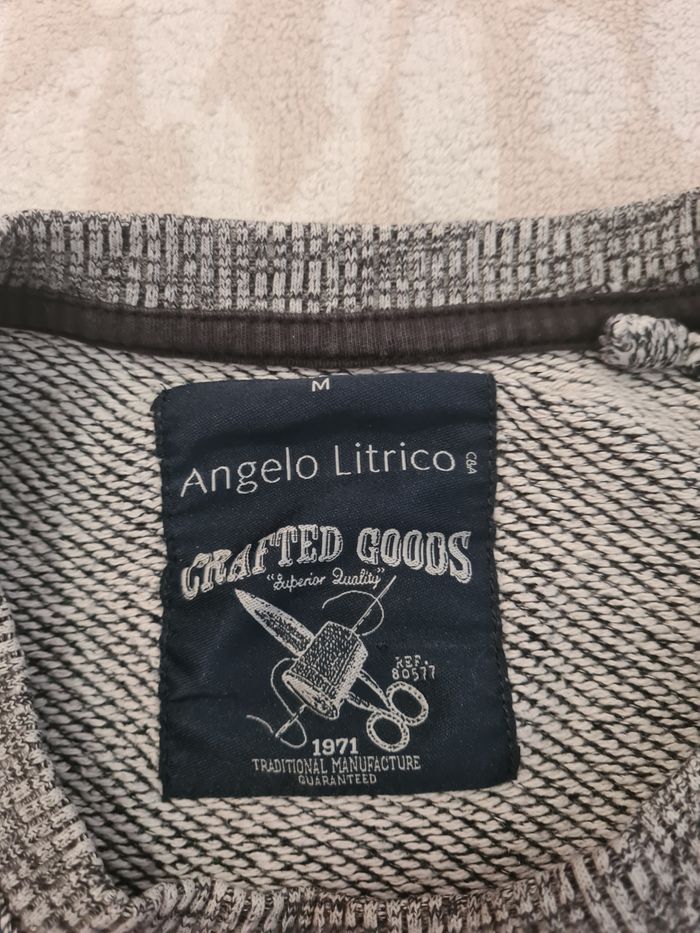 M
Angelo Litrico C&A
CRAFTED GOODS
"Superior Quality"
REF.
80577
1971
TRADITIONAL MANUFACTURE
GUARANTEED